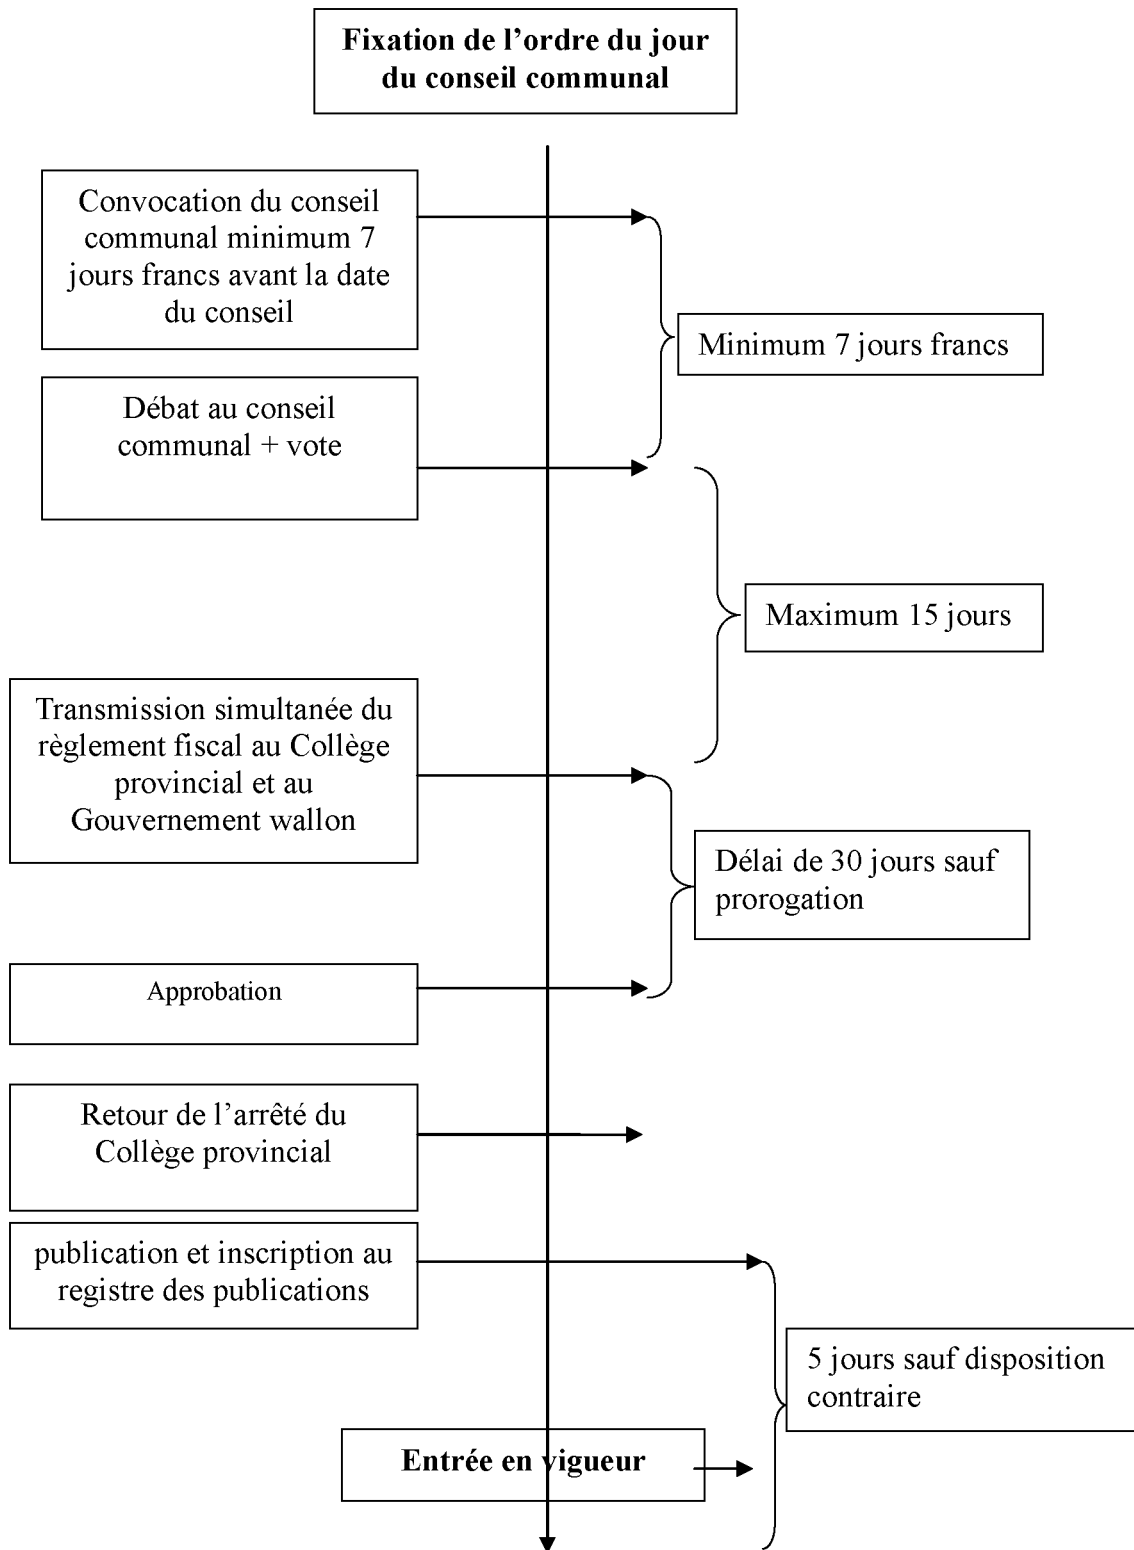 Fixation de l’ordre du jour
du conseil communal
Convocation du conseil
communal minimum 7
jours francs avant la date
du conseil
Minimum 7 jours francs
Débat au conseil
communal + vote
Maximum 15 jours
Transmission simultanée du
règlement fiscal au Collège
provincial et au
Gouvernement wallon
Délai de 30 jours sauf
prorogation
Approbation
Retour de l’arrêté du
Collège provincial
publication et inscription au
registre des publications
5 jours sauf disposition
contraire
Entrée en vigueur